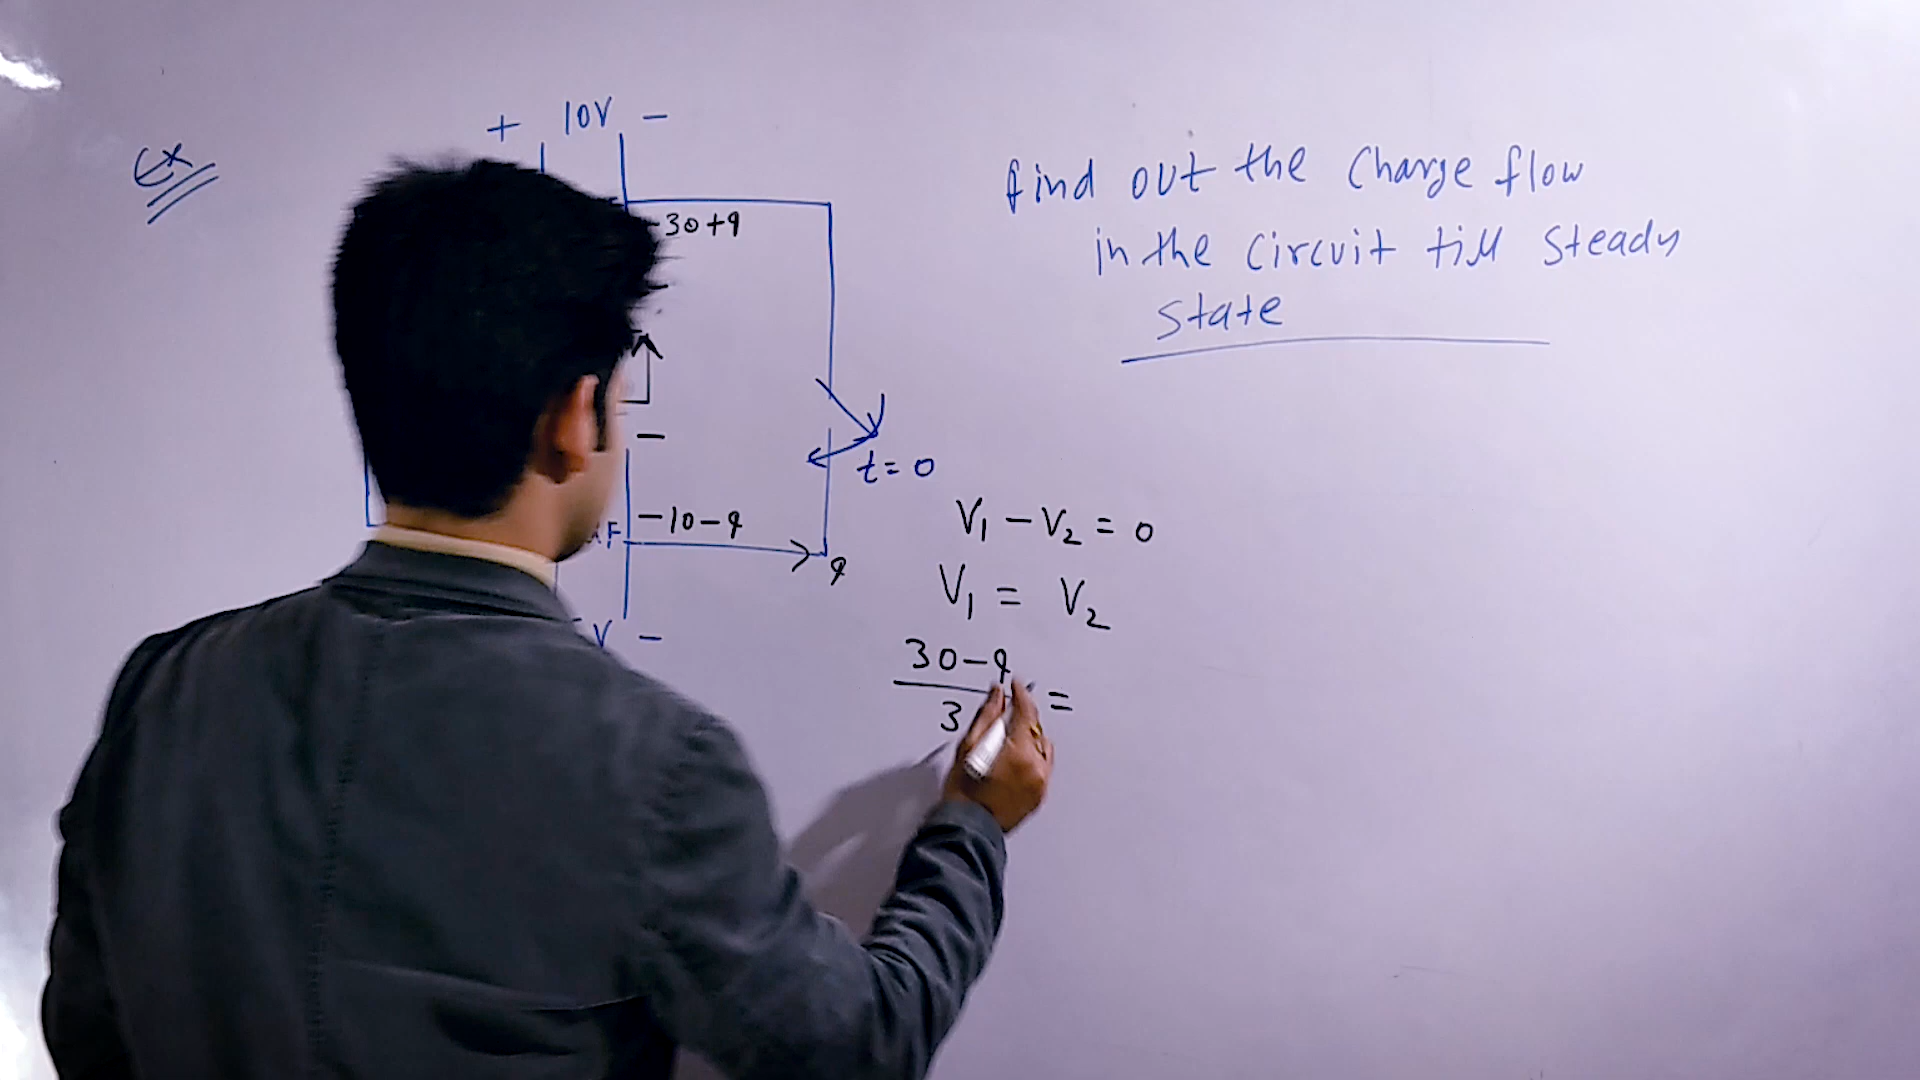 Ex
+ 10V -
-30+q
find out the Charge flow
in the circuit till steady
state
-
t=0
-10-q
F
q
V -
V₁ - V₂ = 0
V₁ = V₂
30-q
3
=